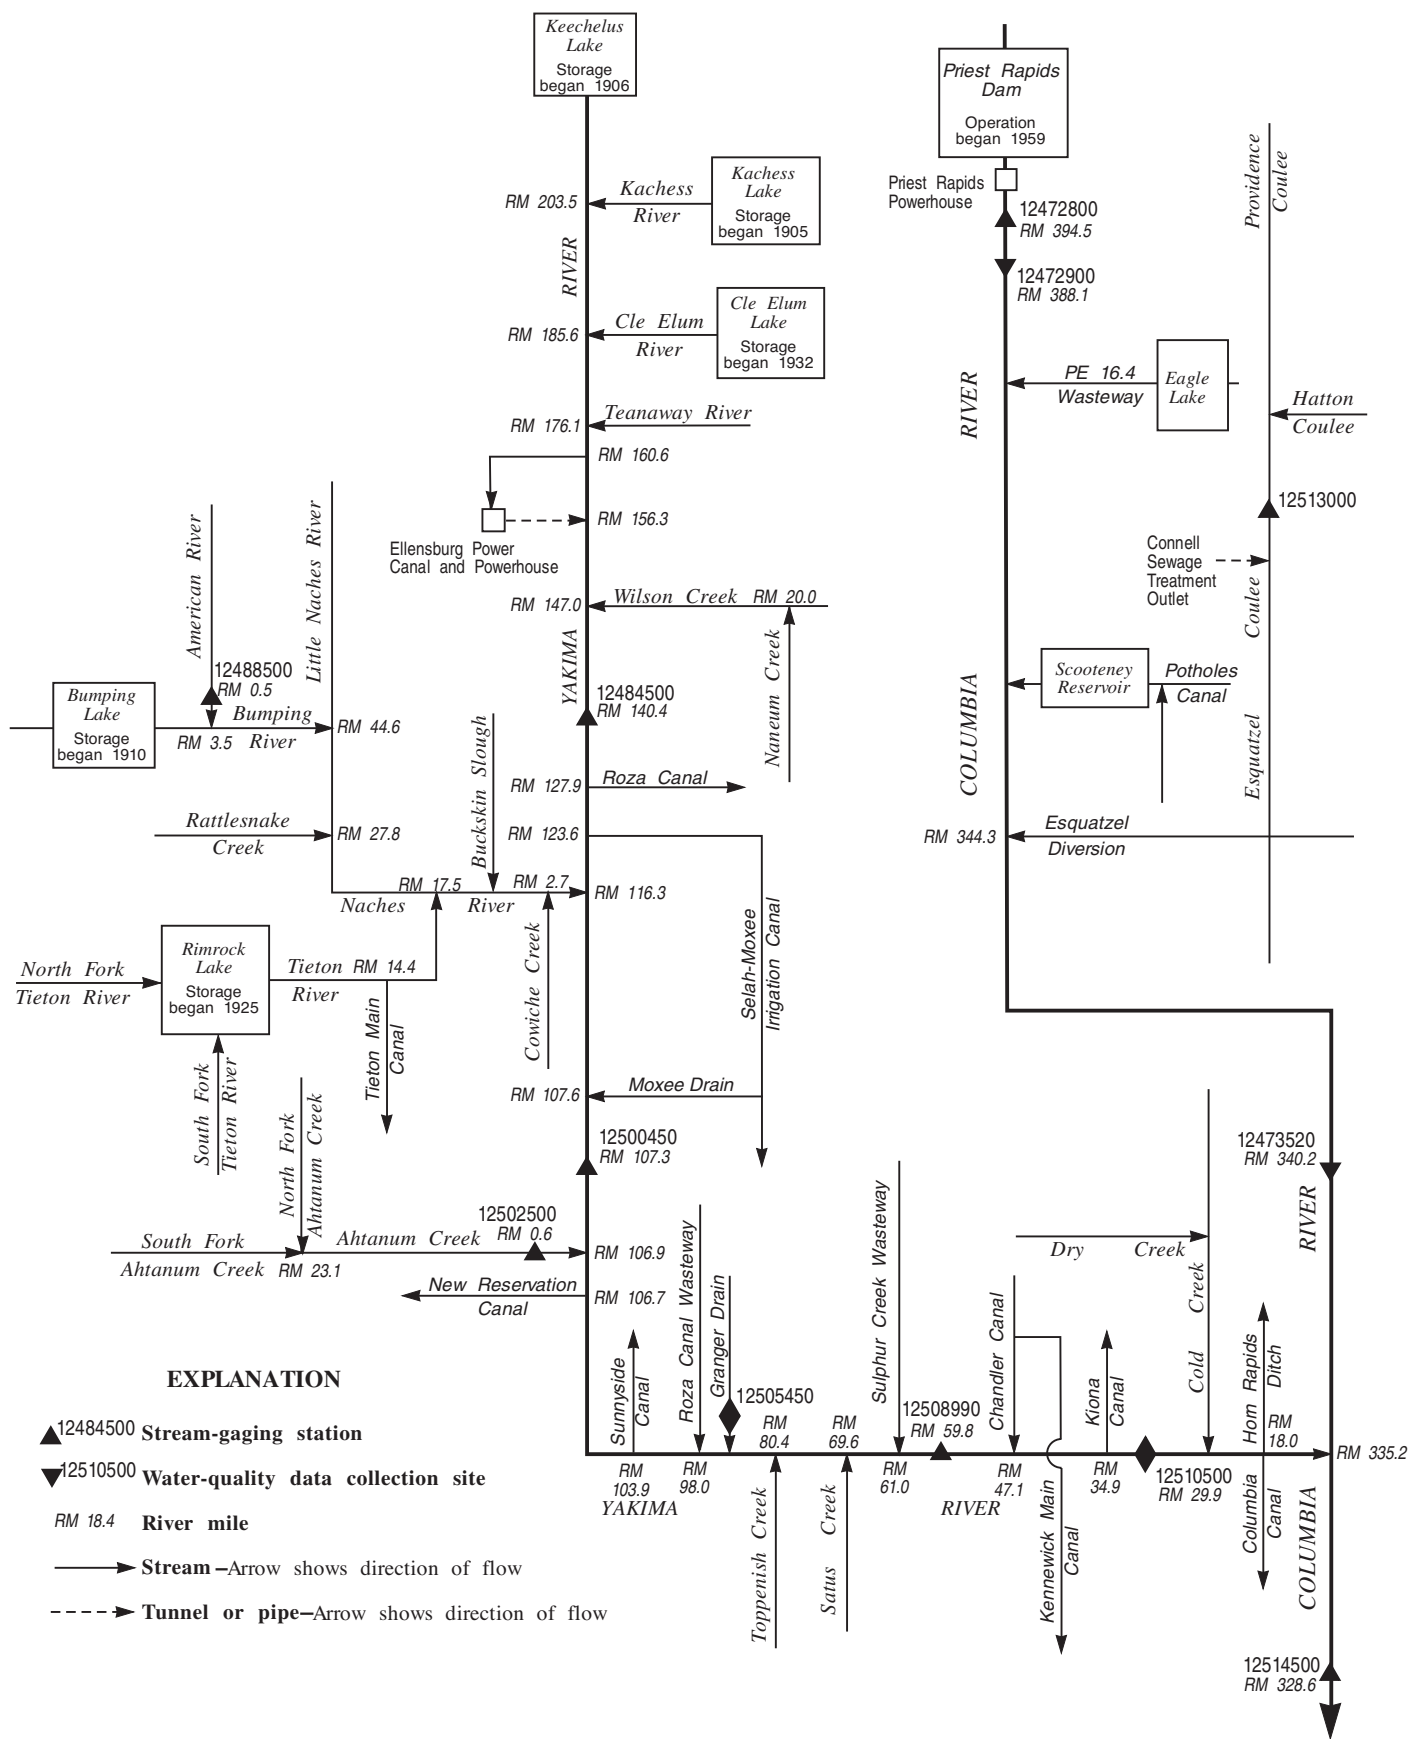 Keechelus
Lake
Storage
began 1906
RM 203.5
Kachess
River
Kachess
Lake
Storage
began 1905
RIVER
RM 185.6
Cle Elum
River
Cle Elum
Lake
Storage
began 1932
RM 176.1
Teanaway River
RM 160.6
RM 156.3
Ellensburg Power
Canal and Powerhouse
RM 147.0
Wilson Creek RM 20.0
Naneum Creek
YAKIMA
12484500
RM 140.4
American River
Little Naches River
12488500
RM 0.5
Bumping
Lake
Storage
began 1910
RM 3.5
Bumping
River
RM 44.6
Buckskin Slough
RM 127.9
Roza Canal
Rattlesnake
Creek
RM 27.8
RM 123.6
RM 17.5
RM 2.7
RM 116.3
Naches River
Cowiche Creek
Selah-Moxee
Irrigation Canal
North Fork
Tieton River
Rimrock
Lake
Storage
began 1925
Tieton RM 14.4
River
Tieton Main
Canal
South Fork
Tieton River
North Fork
Ahtanum Creek
RM 107.6
Moxee Drain
12500450
RM 107.3
12502500
RM 0.6
South Fork
Ahtanum Creek RM 23.1
Ahtanum Creek
RM 106.9
New Reservation
Canal
RM 106.7
Priest Rapids
Dam
Operation
began 1959
Priest Rapids
Powerhouse
12472800
RM 394.5
12472900
RM 388.1
RIVER
PE 16.4
Wasteway
Eagle
Lake
Providence
Coulee
Hatton
Coulee
12513000
Connell
Sewage
Treatment
Outlet
Esquatzel Coulee
COLUMBIA
Scooteney
Reservoir
Potholes
Canal
RM 344.3
Esquatzel
Diversion
12473520
RM 340.2
RIVER
Dry Creek
Cold Creek
Sunnyside
Canal
Roza Canal Wasteway
Granger Drain
12505450
Sulphur Creek Wasteway
12508990
RM 59.8
Chandler Canal
Kiona
Canal
Horn Rapids
Ditch
RM
18.0
RM
103.9
RM
98.0
RM
80.4
RM
69.6
RM
61.0
RM
47.1
RM
34.9
12510500
RM 29.9
RM 335.2
YAKIMA
RIVER
Toppenish Creek
Satus Creek
Kennewick Main
Canal
Columbia
Canal
COLUMBIA
12514500
RM 328.6
EXPLANATION
12484500 Stream-gaging station
12510500 Water-quality data collection site
RM 18.4 River mile
Stream–Arrow shows direction of flow
Tunnel or pipe–Arrow shows direction of flow